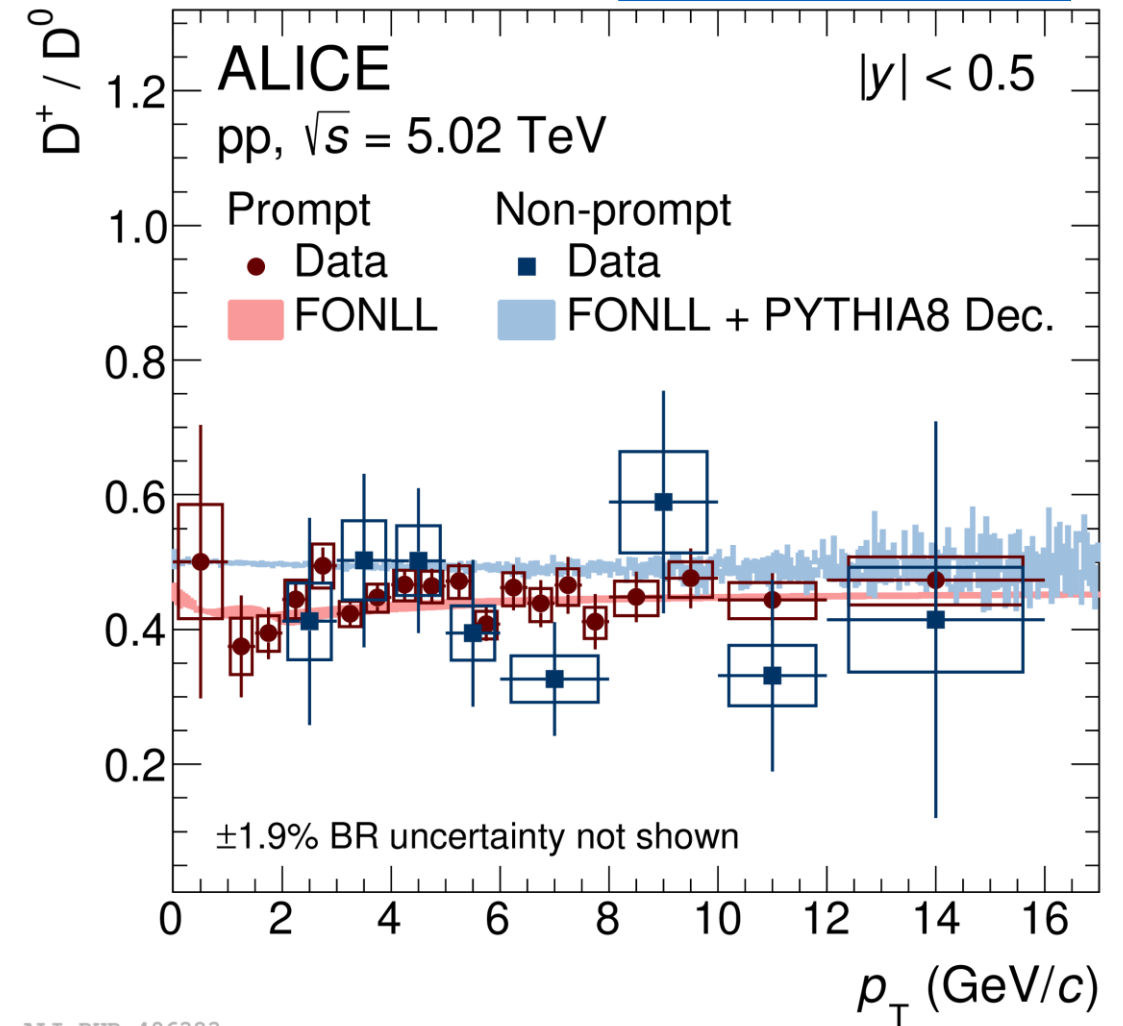 D⁺ / D⁰
ALICE
|y| < 0.5
pp, √s = 5.02 TeV
Prompt Non-prompt
Data Data
FONLL FONLL + PYTHIA8 Dec.
1.2
1.0
0.8
0.6
0.4
0.2
±1.9% BR uncertainty not shown
0 2 4 6 8 10 12 14 16
p_T (GeV/c)